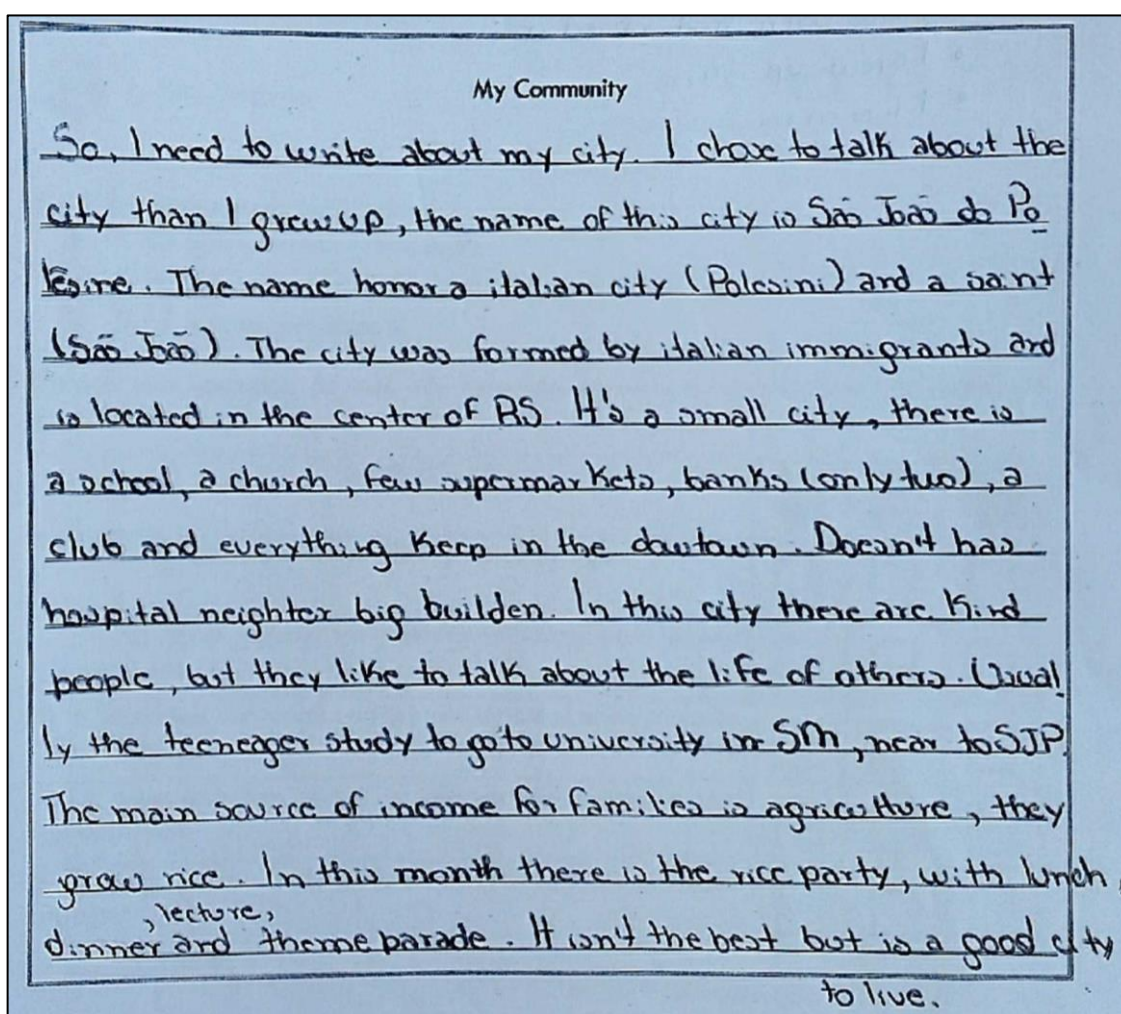 My Community
So, I need to write about my city. I chose to talk about the
city than I grew up, the name of this city is São João do Po
lêsine. The name honor a italian city (Polesini) and a saint
(São João). The city was formed by italian immigrants and
is located in the center of RS. It's a small city, there is
a school, a church, few supermarkets, banks (only two), a
club and everything Keep in the dowtown. Doesn't has
hospital neighter big builden. In this city there are Kind
people, but they like to talk about the life of others. Usual
ly the teeneager study to go to university in SM, near to SJP.
The main source of income for families is agriculture, they
grow rice. In this month there is the rice party, with lunch,
, lecture,
dinner and theme parade. It isn't the best but is a good city
to live.